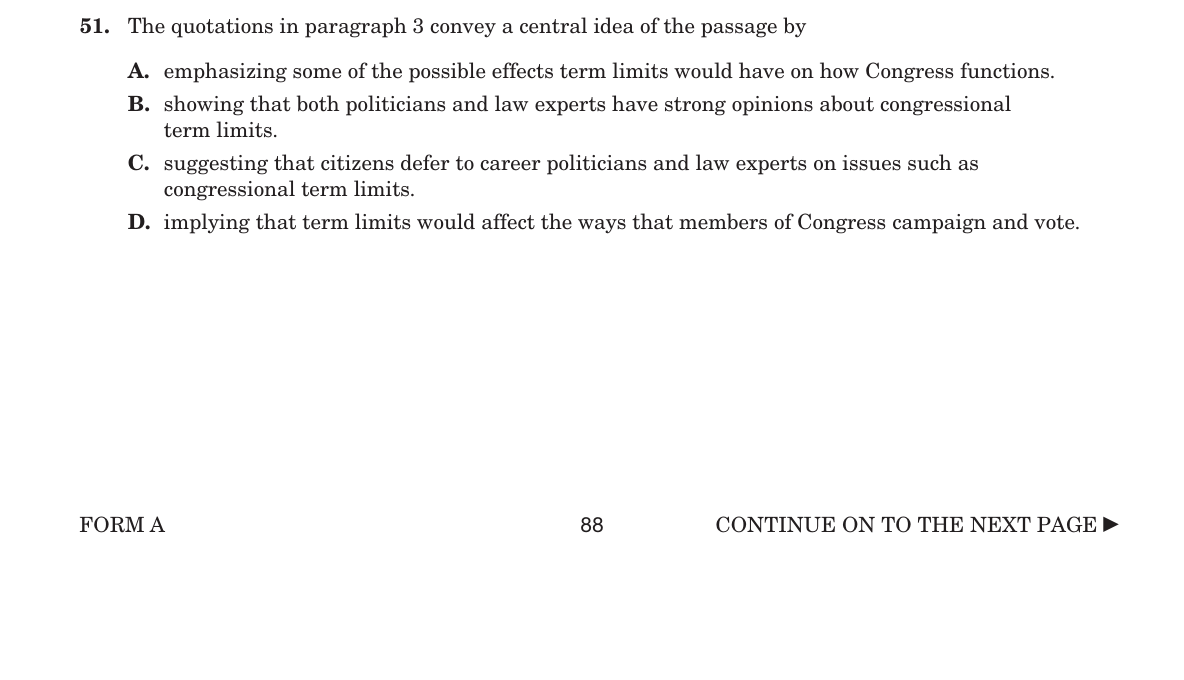 51. The quotations in paragraph 3 convey a central idea of the passage by
A. emphasizing some of the possible effects term limits would have on how Congress functions.
B. showing that both politicians and law experts have strong opinions about congressional
term limits.
C. suggesting that citizens defer to career politicians and law experts on issues such as
congressional term limits.
D. implying that term limits would affect the ways that members of Congress campaign and vote.
FORM A 88 CONTINUE ON TO THE NEXT PAGE ►